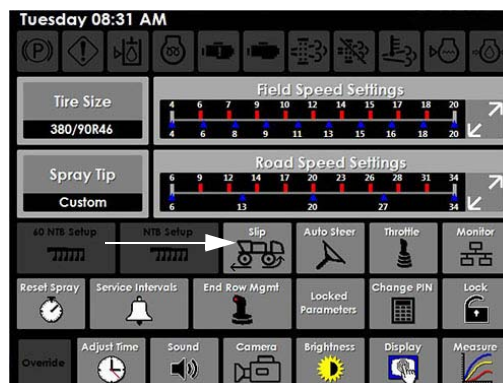 Tuesday 08:31 AM
Tire Size
380/90R46
Field Speed Settings
4 6 7 9 10 12 14 15 17 18 20
4 6 8 9 11 13 14 16 18 20
Spray Tip
Custom
Road Speed Settings
6 9 12 14 17 20 23 26 28 31 34
6 13 20 27 34
60 NTB Setup
NTB Setup
Slip
Auto Steer
Throttle
Monitor
Reset Spray
Service Intervals
End Row Mgmt
Locked
Parameters
Change PIN
Lock
Override
Adjust Time
Sound
Camera
Brightness
Display
Measure